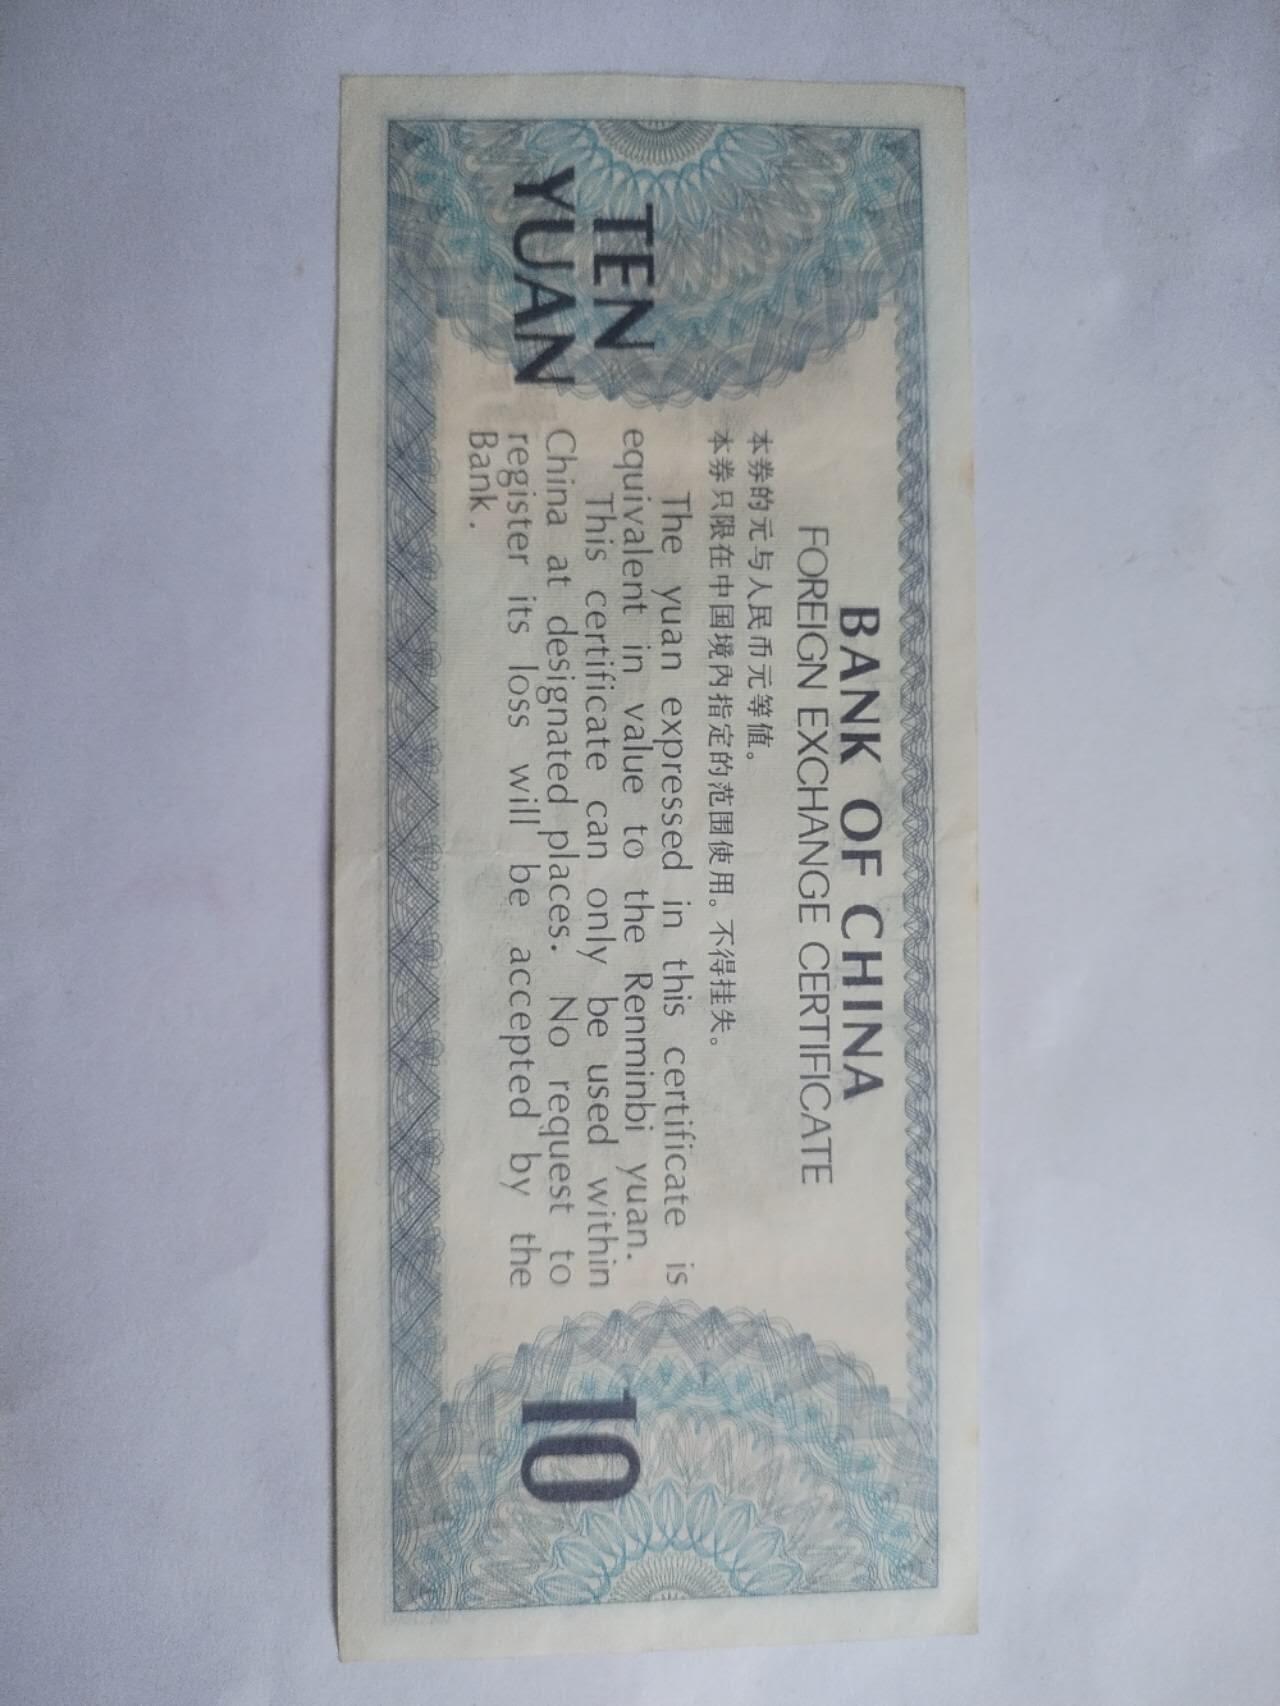 BANK OF CHINA
FOREIGN EXCHANGE CERTIFICATE
本券的元与人民币元等值。
本券只限在中国境内指定的范围使用。不得挂失。
The yuan expressed in this certificate is
equivalent in value to the Renminbi yuan.
This certificate can only be used within
China at designated places. No request to
register its loss will be accepted by the
Bank.
TEN
YUAN
10